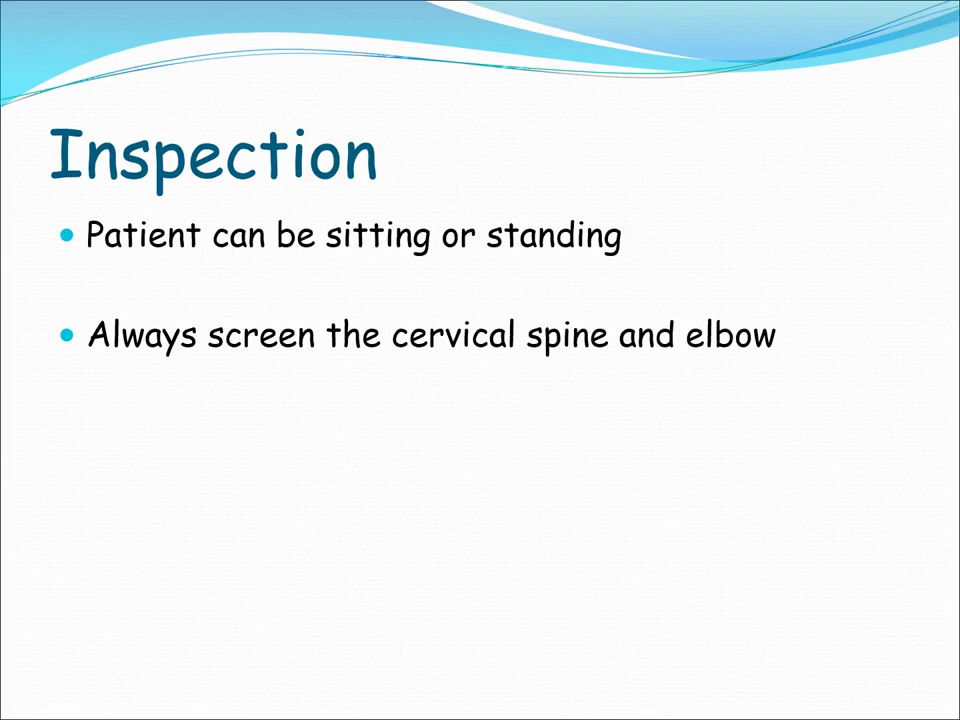 Inspection
Patient can be sitting or standing
Always screen the cervical spine and elbow